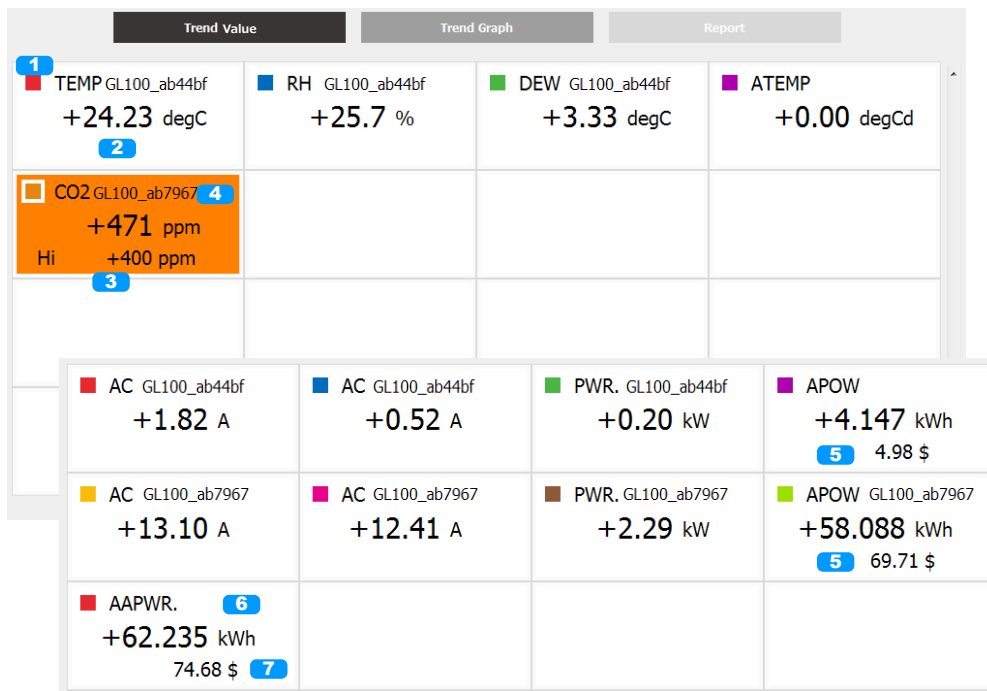 Trend Value
Trend Graph
Report
1
TEMP GL100_ab44bf
+24.23 degC
2
RH GL100_ab44bf
+25.7 %
DEW GL100_ab44bf
+3.33 degC
ATEMP
+0.00 degCd
CO2 GL100_ab7967
4
+471 ppm
Hi +400 ppm
3
AC GL100_ab44bf
+1.82 A
AC GL100_ab44bf
+0.52 A
PWR. GL100_ab44bf
+0.20 kW
APOW
+4.147 kWh
5 4.98 $
AC GL100_ab7967
+13.10 A
AC GL100_ab7967
+12.41 A
PWR. GL100_ab7967
+2.29 kW
APOW GL100_ab7967
+58.088 kWh
5 69.71 $
AAPWR. 6
+62.235 kWh
74.68 $ 7